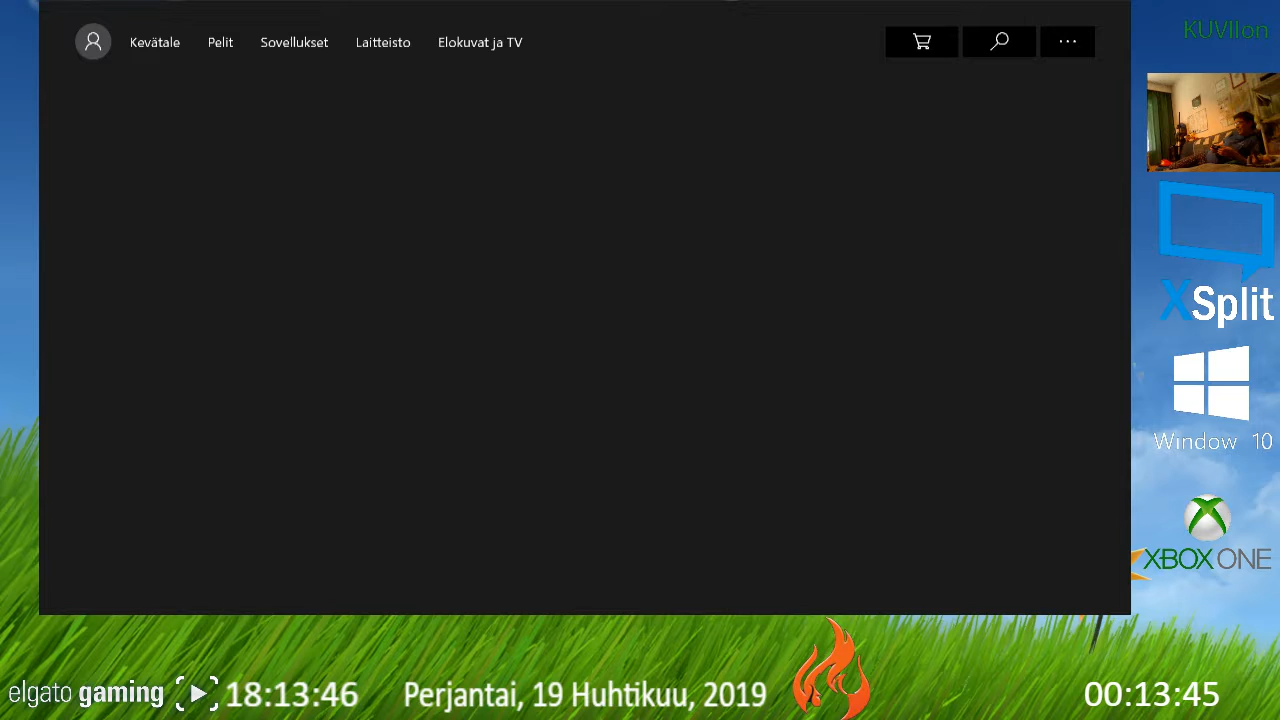 Kevätale Pelit Sovellukset Laitteisto Elokuvat ja TV
KUVIIon
XSplit
Window 10
XBOX ONE
elgato gaming 18:13:46 Perjantai, 19 Huhtikuu, 2019 00:13:45